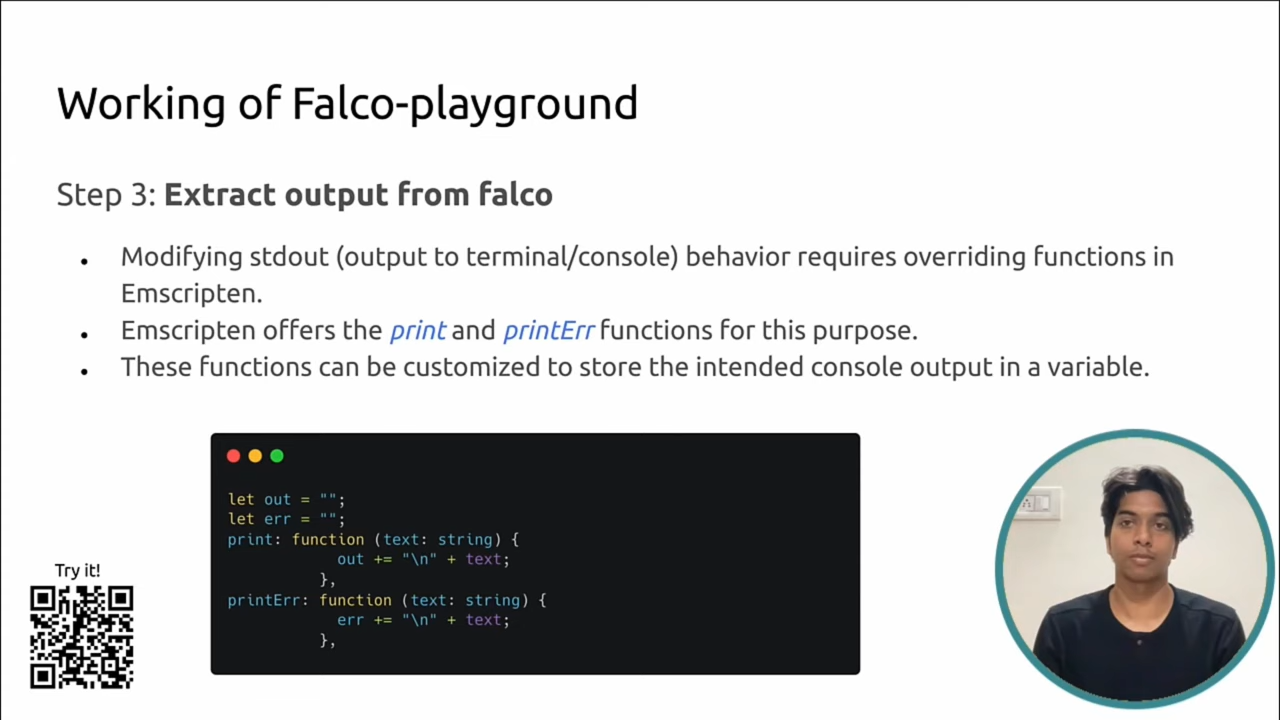 Working of Falco-playground
Step 3: Extract output from falco
• Modifying stdout (output to terminal/console) behavior requires overriding functions in
Emscripten.
• Emscripten offers the print and printErr functions for this purpose.
• These functions can be customized to store the intended console output in a variable.
let out = "";
let err = "";
print: function (text: string) {
            out += "\n" + text;
          },
printErr: function (text: string) {
            err += "\n" + text;
          },
Try it!